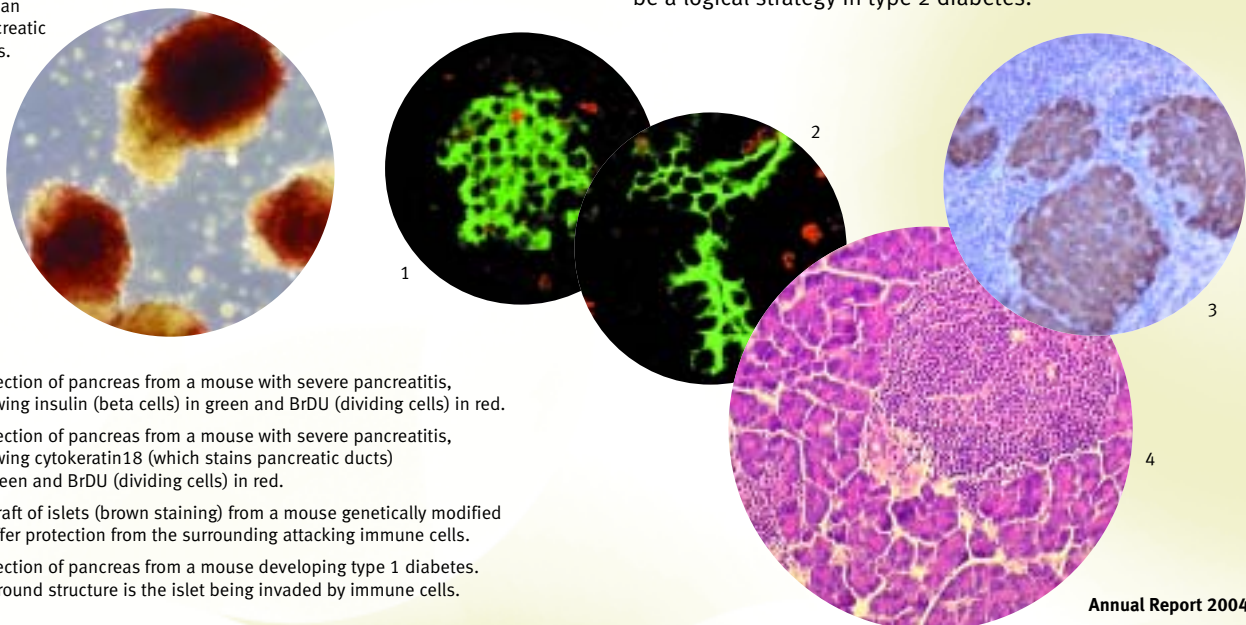 an
creatic
s.
be a logical strategy in type 2 diabetes.
1
2
3
4
ection of pancreas from a mouse with severe pancreatitis,
wing insulin (beta cells) in green and BrDU (dividing cells) in red.
ection of pancreas from a mouse with severe pancreatitis,
wing cytokeratin18 (which stains pancreatic ducts)
een and BrDU (dividing cells) in red.
raft of islets (brown staining) from a mouse genetically modified
fer protection from the surrounding attacking immune cells.
ection of pancreas from a mouse developing type 1 diabetes.
round structure is the islet being invaded by immune cells.
Annual Report 2004